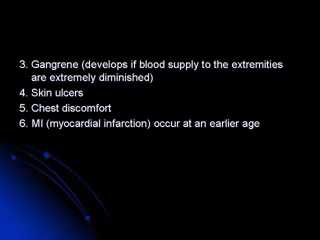 3. Gangrene (develops if blood supply to the extremities
are extremely diminished)
4. Skin ulcers
5. Chest discomfort
6. MI (myocardial infarction) occur at an earlier age